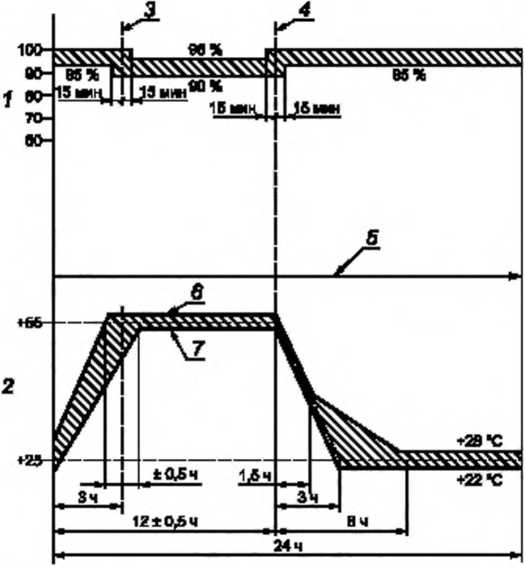 3 4
100 96 %
90 95 % 90 % 95 %
80 15 мин 15 мин 15 мин 15 мин
1
70
60
5
6
+55
7
2
+28 °C
+25
+22 °C
± 0,5 ч 1,5 ч
3 ч 3 ч
12 ± 0,5 ч 6 ч
24 ч